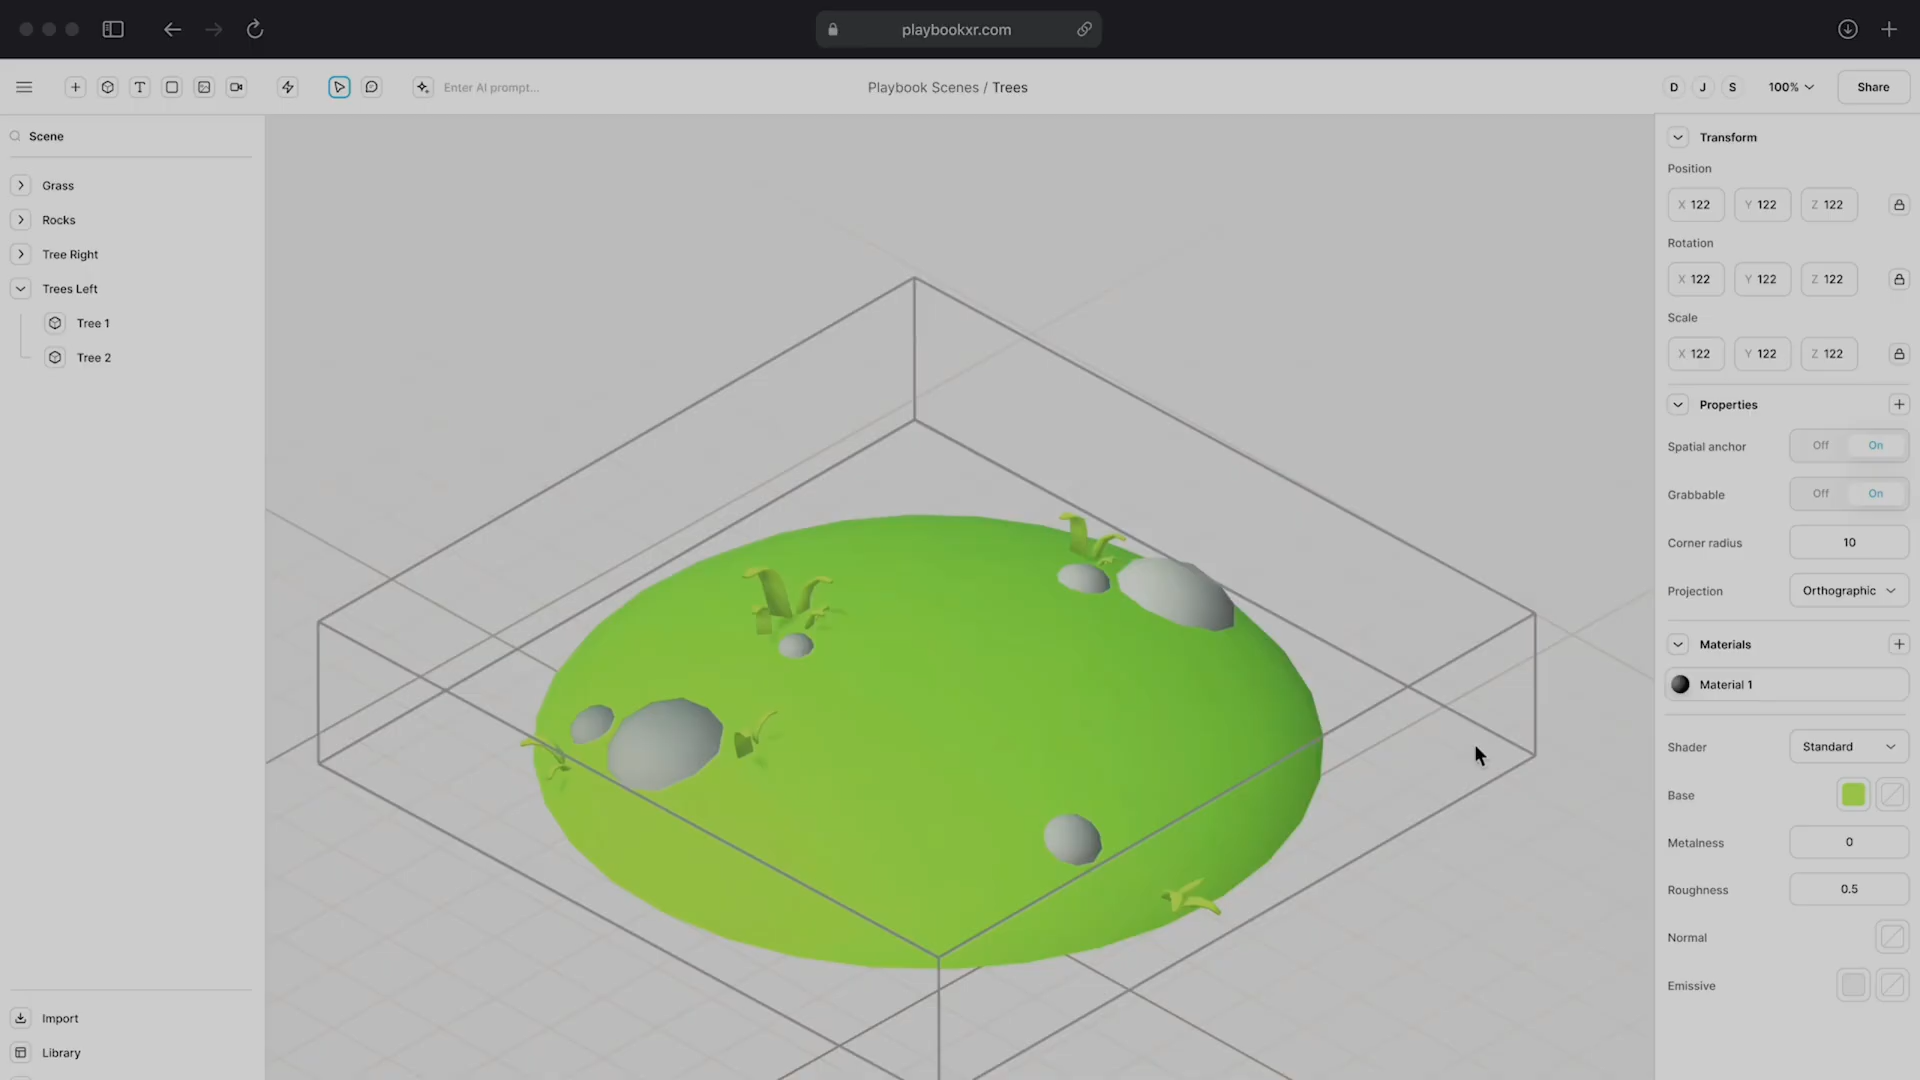 playbookxr.com
Enter AI prompt...
Playbook Scenes / Trees
D J S 100% Share
Scene
Grass
Rocks
Tree Right
Trees Left
Tree 1
Tree 2
Import
Library
Transform
Position
X 122 Y 122 Z 122
Rotation
X 122 Y 122 Z 122
Scale
X 122 Y 122 Z 122
Properties
Spatial anchor Off On
Grabbable Off On
Corner radius 10
Projection Orthographic
Materials
Material 1
Shader Standard
Base
Metalness 0
Roughness 0.5
Normal
Emissive